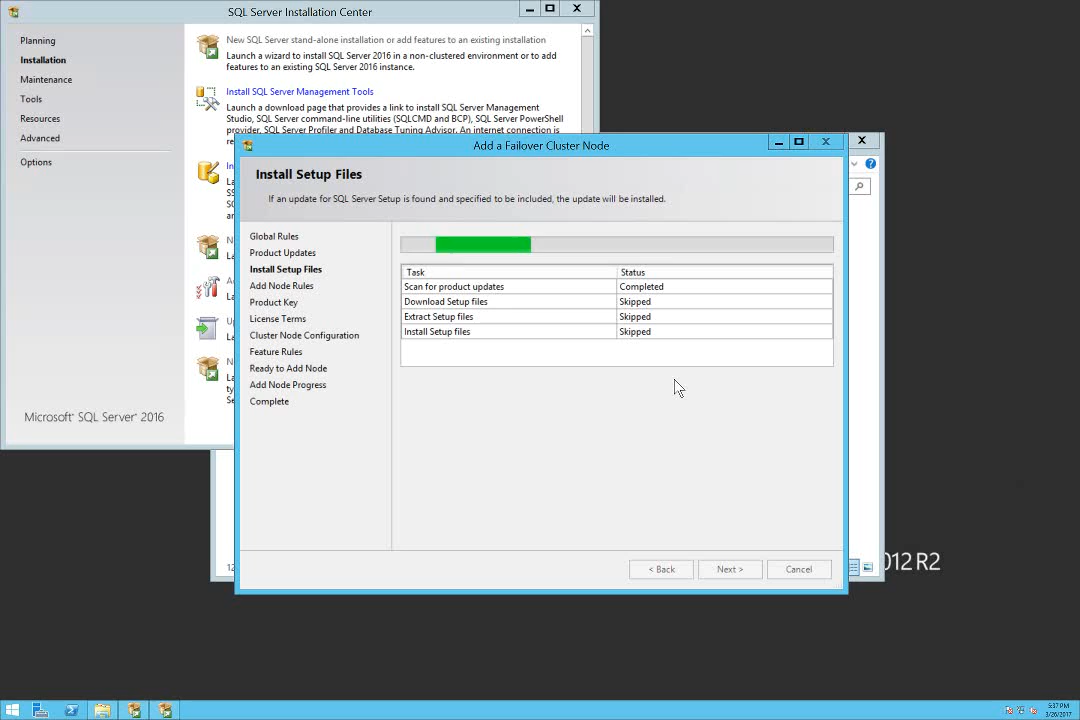 SQL Server Installation Center
Planning
Installation
Maintenance
Tools
Resources
Advanced
Options
Microsoft® SQL Server® 2016
New SQL Server stand-alone installation or add features to an existing installation
Launch a wizard to install SQL Server 2016 in a non-clustered environment or to add
features to an existing SQL Server 2016 instance.
Install SQL Server Management Tools
Launch a download page that provides a link to install SQL Server Management
Studio, SQL Server command-line utilities (SQLCMD and BCP), SQL Server PowerShell
provider, SQL Server Profiler and Database Tuning Advisor. An internet connection is
Add a Failover Cluster Node
Install Setup Files
If an update for SQL Server Setup is found and specified to be included, the update will be installed.
Global Rules
Product Updates
Install Setup Files
Add Node Rules
Product Key
License Terms
Cluster Node Configuration
Feature Rules
Ready to Add Node
Add Node Progress
Complete
Task Status
Scan for product updates Completed
Download Setup files Skipped
Extract Setup files Skipped
Install Setup files Skipped
< Back Next > Cancel
012 R2
5:37 PM
3/26/2017